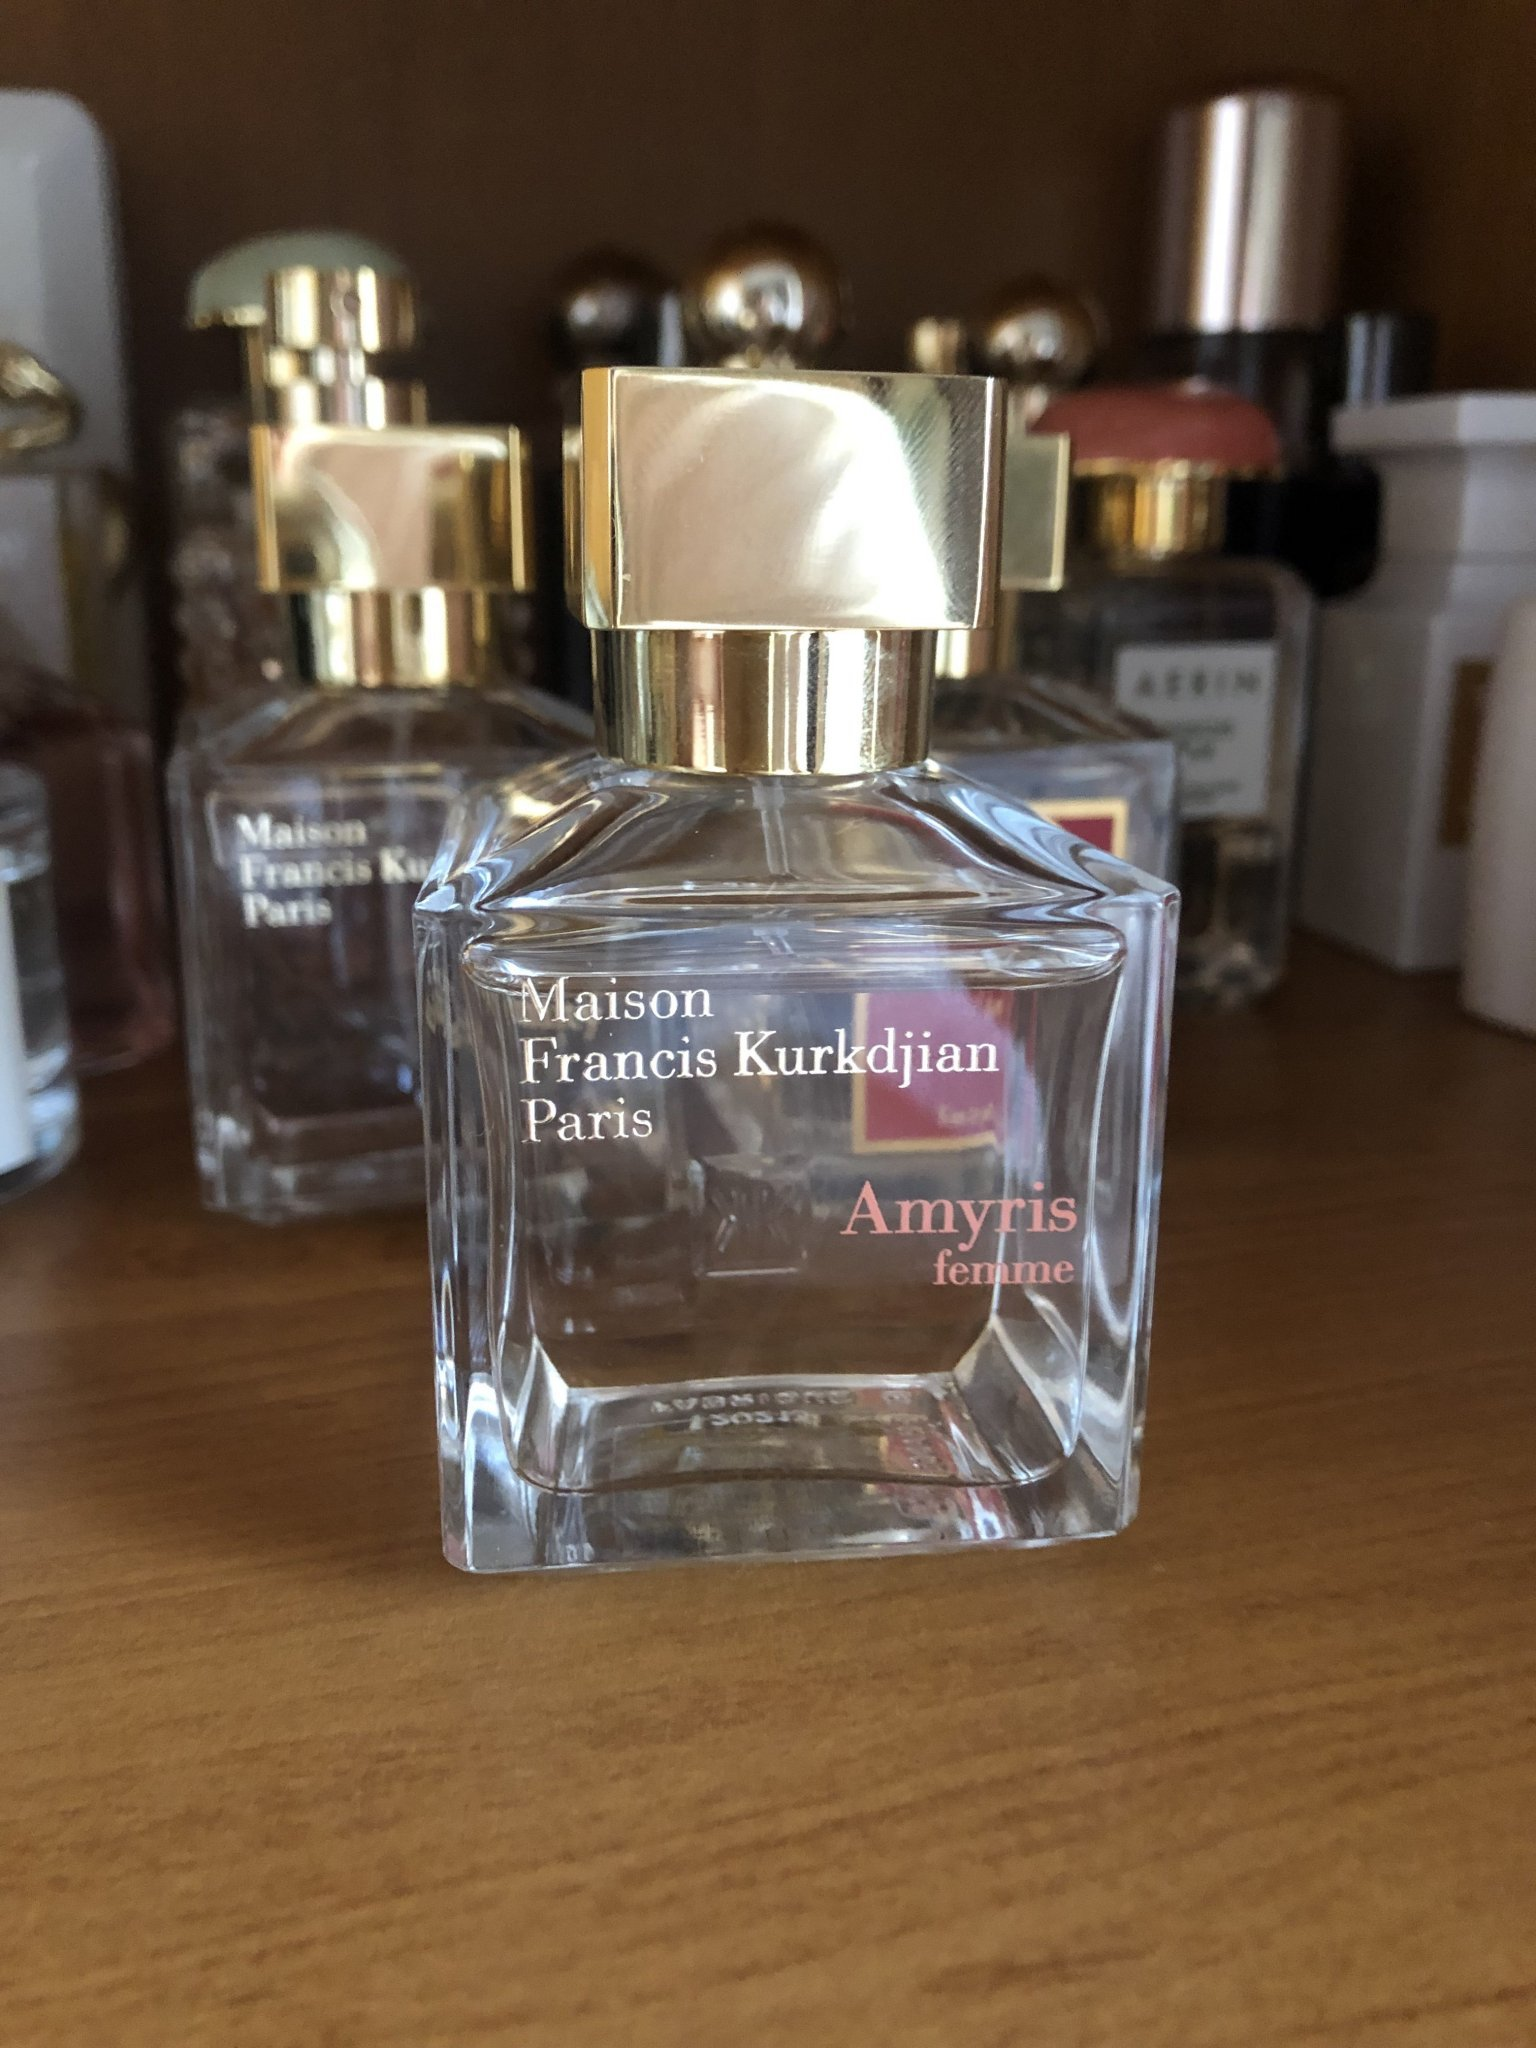 Maison
Francis Kurkdjian
Paris
Amyris
femme
Maison
Francis Ku
Paris
AERIN